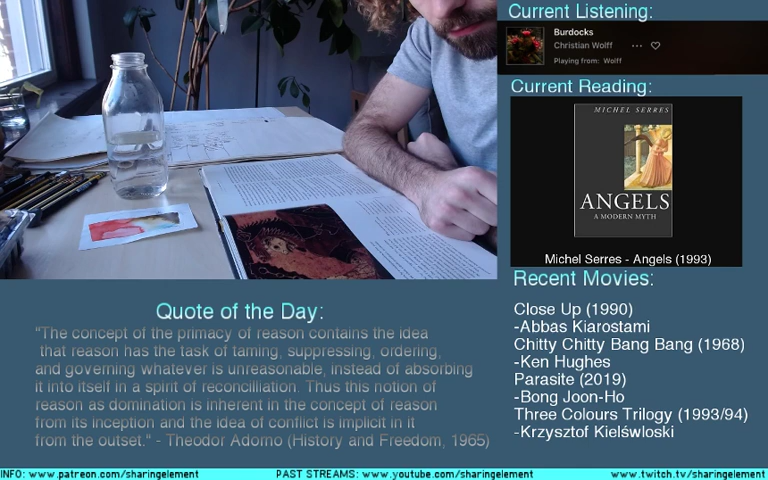 Current Listening:
Burdocks
Christian Wolff
Playing from: Wolff
Current Reading:
MICHEL SERRES
ANGELS
A MODERN MYTH
Michel Serres - Angels (1993)
Recent Movies:
Close Up (1990)
-Abbas Kiarostami
Chitty Chitty Bang Bang (1968)
-Ken Hughes
Parasite (2019)
-Bong Joon-Ho
Three Colours Trilogy (1993/94)
-Krzysztof Kielśwloski
Quote of the Day:
"The concept of the primacy of reason contains the idea
that reason has the task of taming, suppressing, ordering,
and governing whatever is unreasonable, instead of absorbing
it into itself in a spirit of reconcilliation. Thus this notion of
reason as domination is inherent in the concept of reason
from its inception and the idea of conflict is implicit in it
from the outset." - Theodor Adorno (History and Freedom, 1965)
INFO: www.patreon.com/sharingelement
PAST STREAMS: www.youtube.com/sharingelement
www.twitch.tv/sharingelement